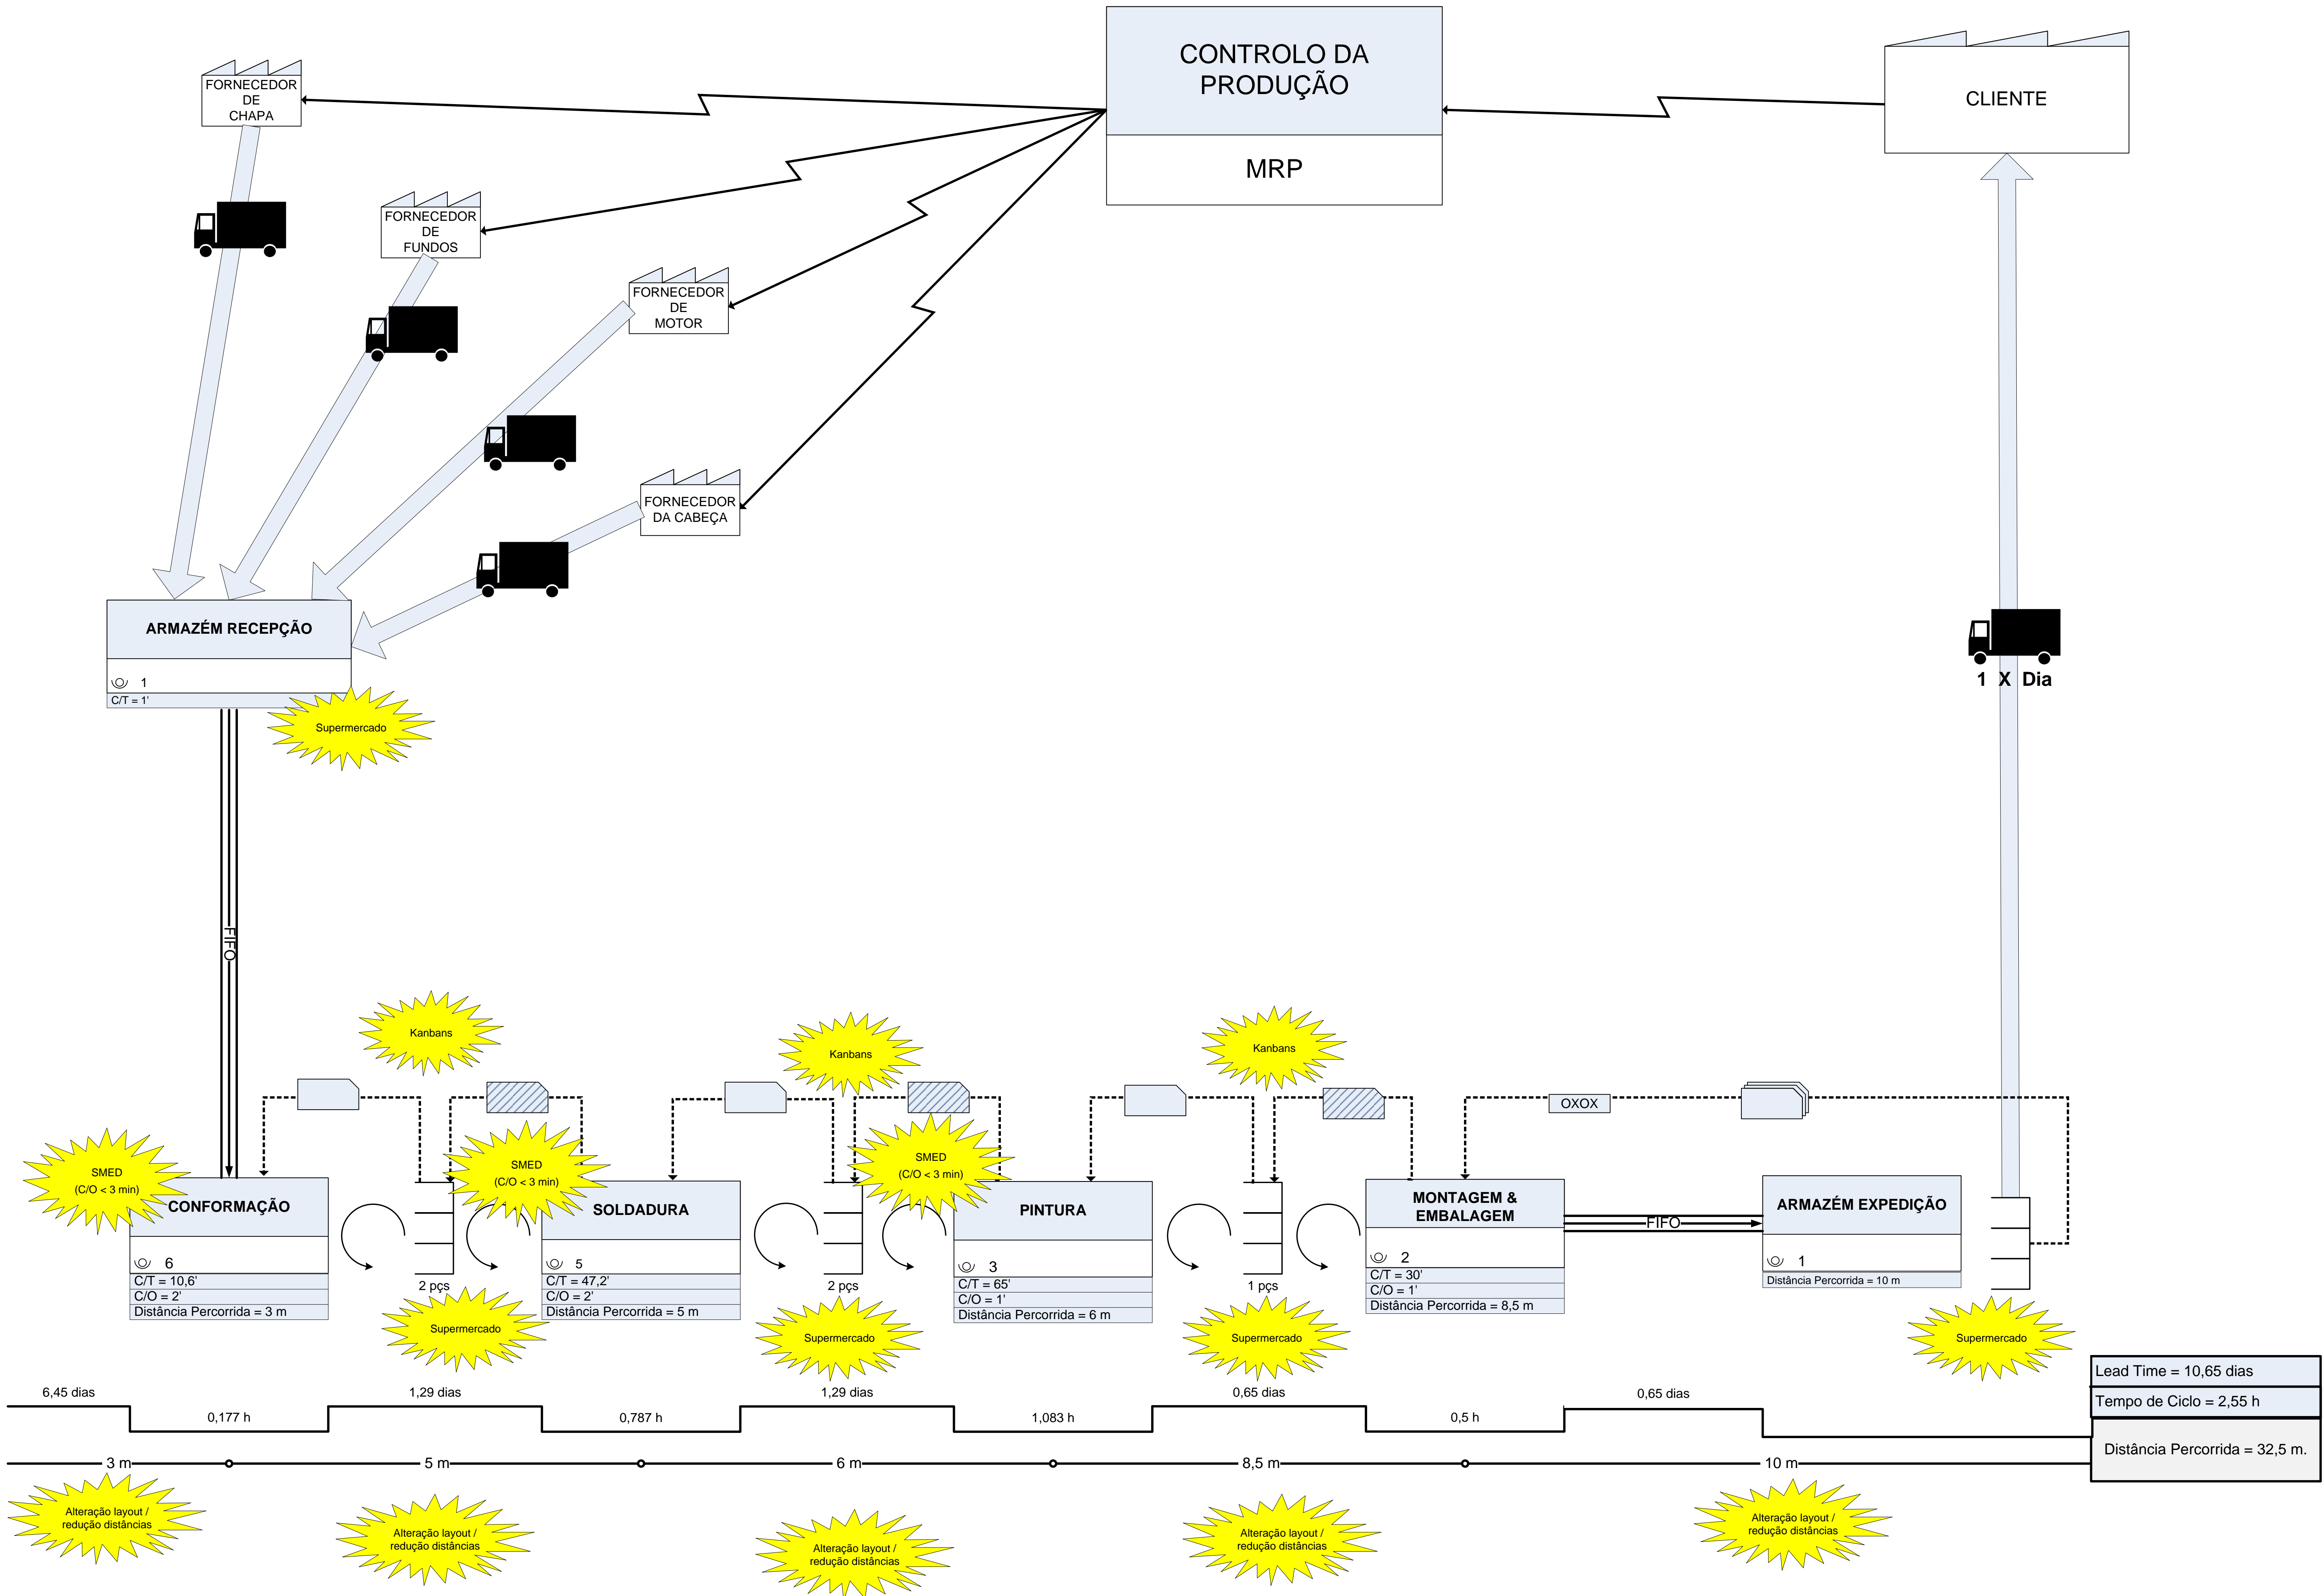 CONTROLO DA
PRODUÇÃO
MRP
CLIENTE
FORNECEDOR
DE
CHAPA
FORNECEDOR
DE
FUNDOS
FORNECEDOR
DE
MOTOR
FORNECEDOR
DA CABEÇA
ARMAZÉM RECEPÇÃO
1
C/T = 1'
Supermercado
1 X Dia
FIFO
Kanbans
Kanbans
Kanbans
OXOX
SMED
(C/O < 3 min)
SMED
(C/O < 3 min)
SMED
(C/O < 3 min)
CONFORMAÇÃO
6
C/T = 10,6'
C/O = 2'
Distância Percorrida = 3 m
2 pçs
Supermercado
SOLDADURA
5
C/T = 47,2'
C/O = 2'
Distância Percorrida = 5 m
2 pçs
Supermercado
PINTURA
3
C/T = 65'
C/O = 1'
Distância Percorrida = 6 m
1 pçs
Supermercado
MONTAGEM &
EMBALAGEM
2
C/T = 30'
C/O = 1'
Distância Percorrida = 8,5 m
FIFO
ARMAZÉM EXPEDIÇÃO
1
Distância Percorrida = 10 m
Supermercado
6,45 dias
0,177 h
1,29 dias
0,787 h
1,29 dias
1,083 h
0,65 dias
0,5 h
0,65 dias
Lead Time = 10,65 dias
Tempo de Ciclo = 2,55 h
Distância Percorrida = 32,5 m.
3 m
5 m
6 m
8,5 m
10 m
Alteração layout /
redução distâncias
Alteração layout /
redução distâncias
Alteração layout /
redução distâncias
Alteração layout /
redução distâncias
Alteração layout /
redução distâncias